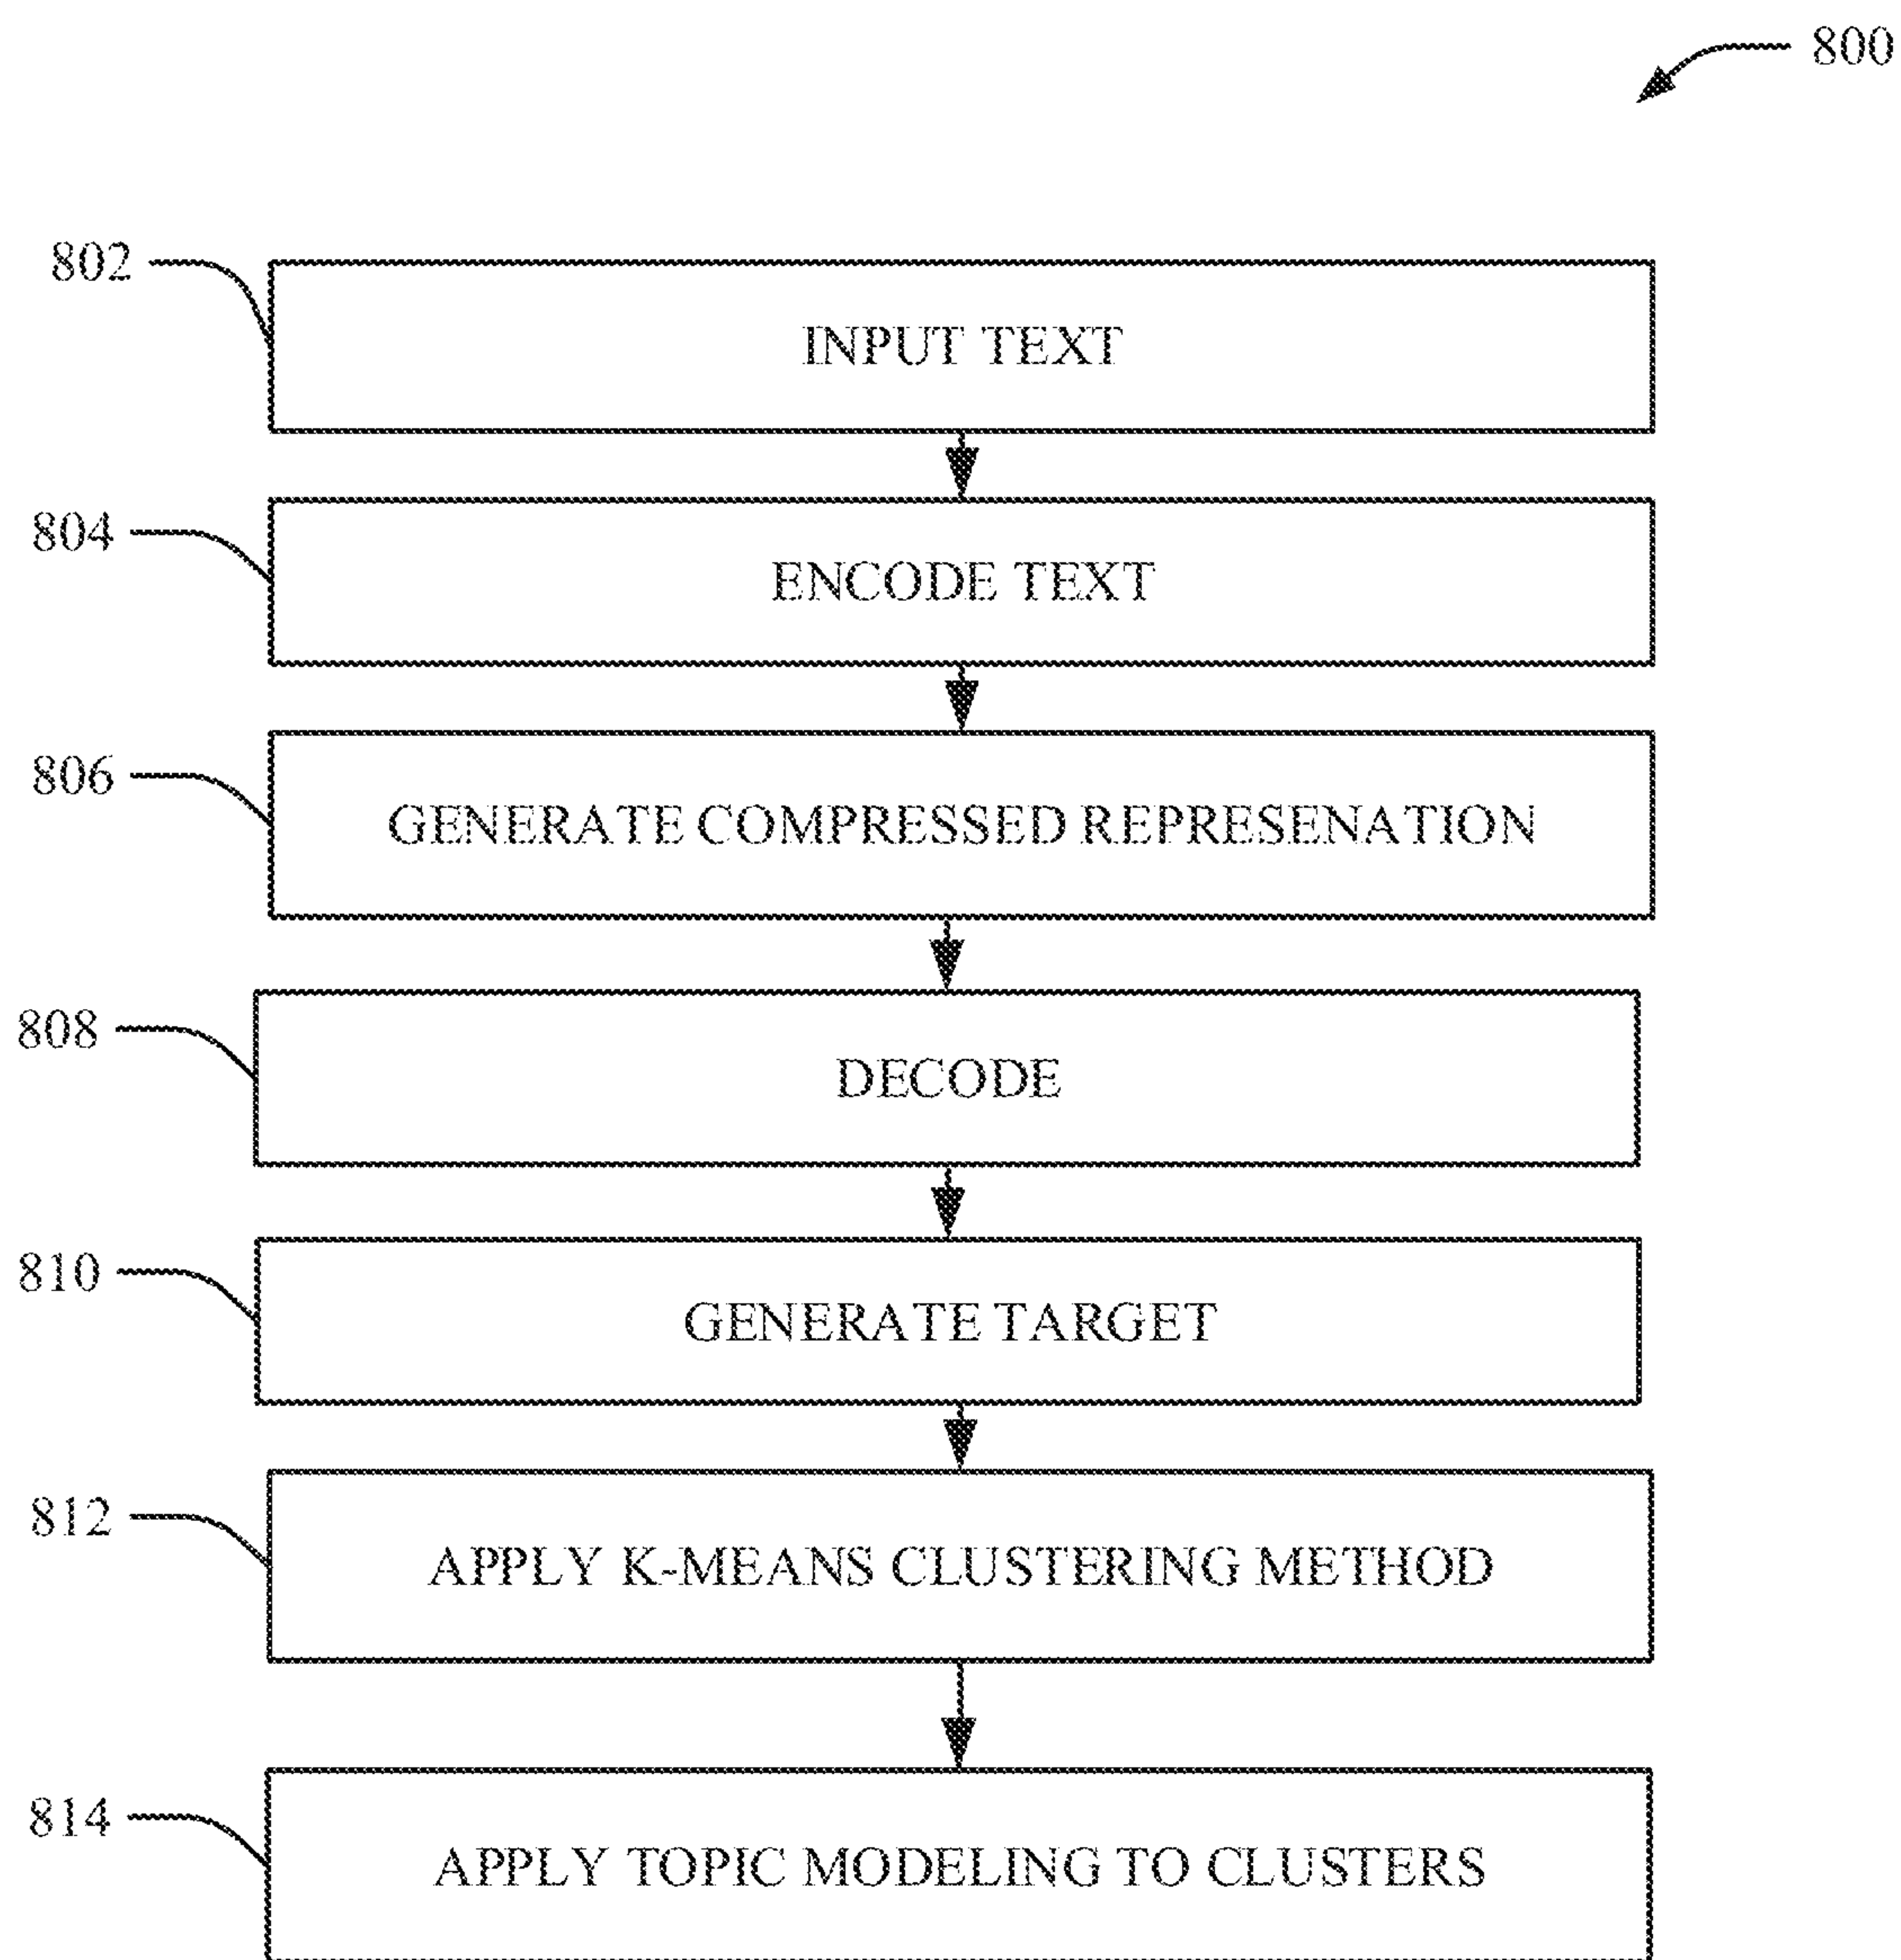 800
802
INPUT TEXT
804
ENCODE TEXT
806
GENERATE COMPRESSED REPRESENATION
808
DECODE
810
GENERATE TARGET
812
APPLY K-MEANS CLUSTERING METHOD
814
APPLY TOPIC MODELING TO CLUSTERS